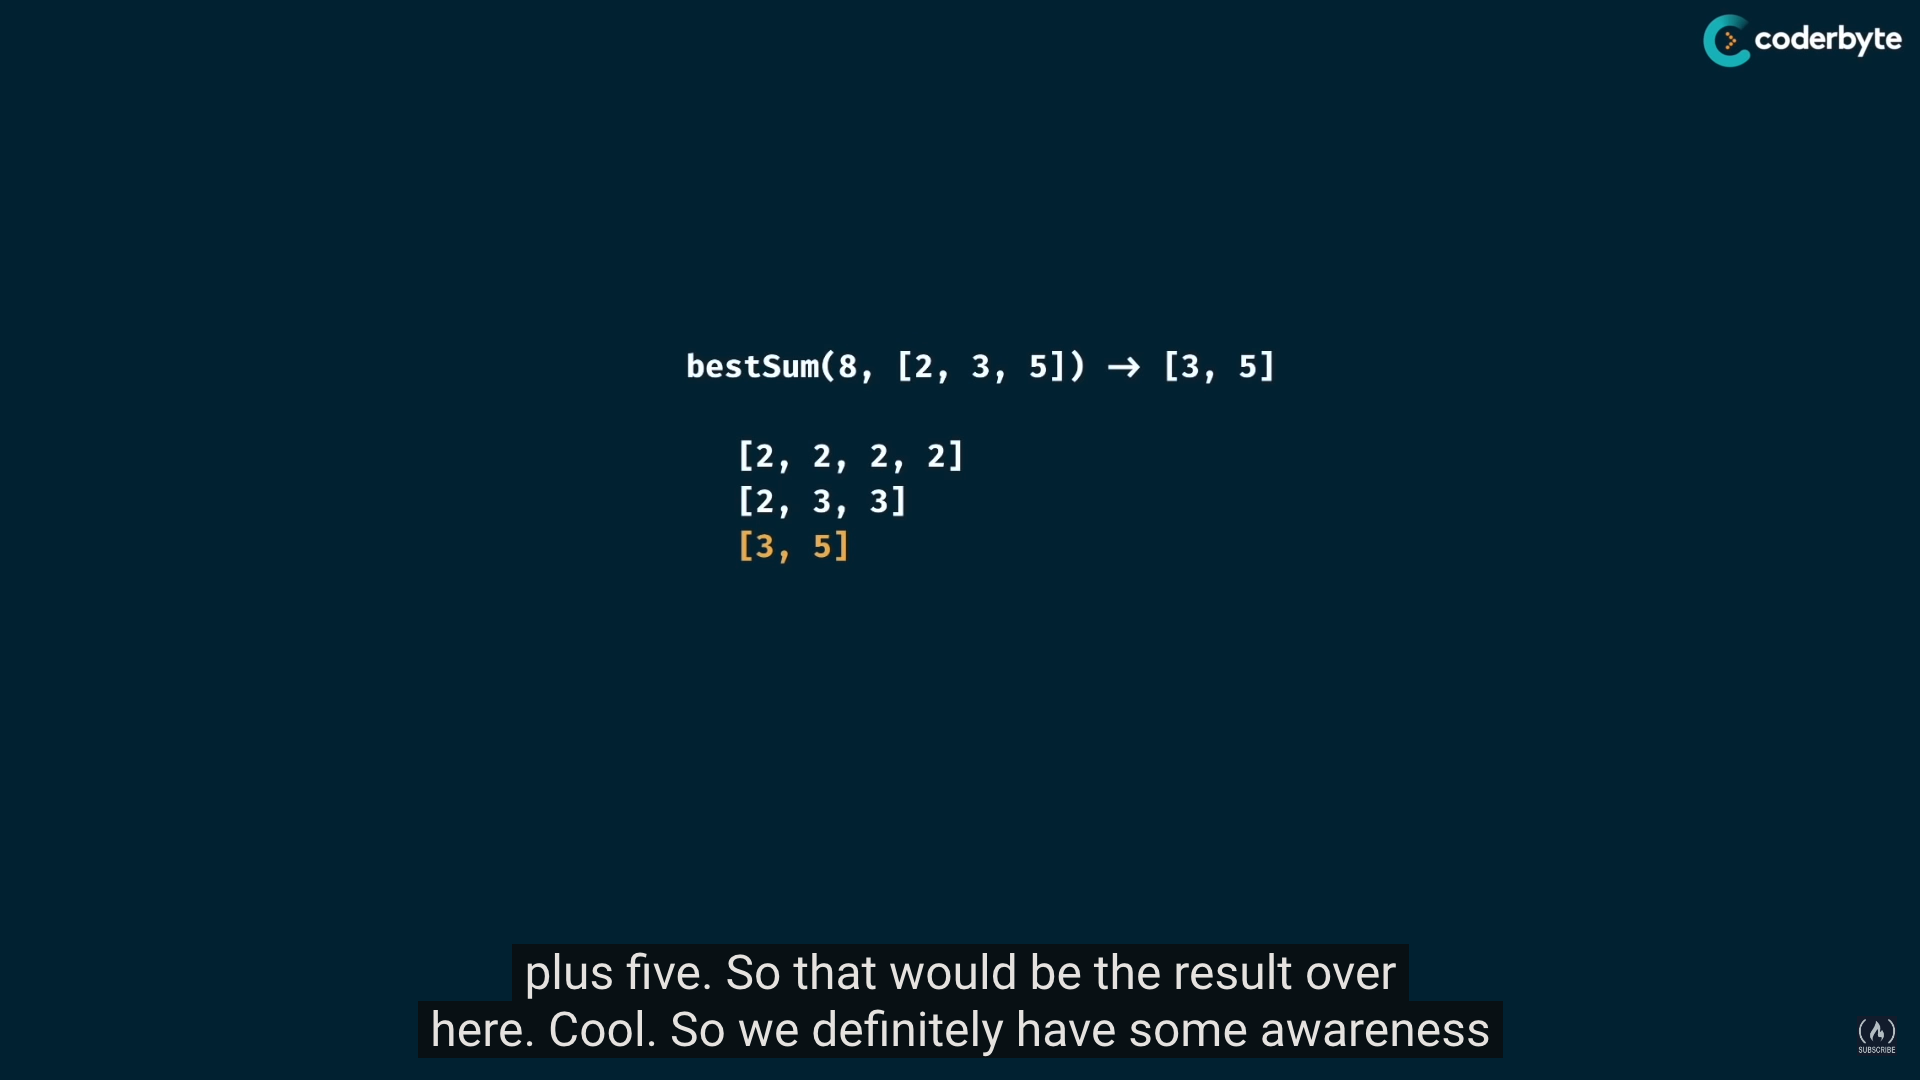 coderbyte
bestSum(8, [2, 3, 5]) → [3, 5]
[2, 2, 2, 2]
[2, 3, 3]
[3, 5]
plus five. So that would be the result over
here. Cool. So we definitely have some awareness
SUBSCRIBE